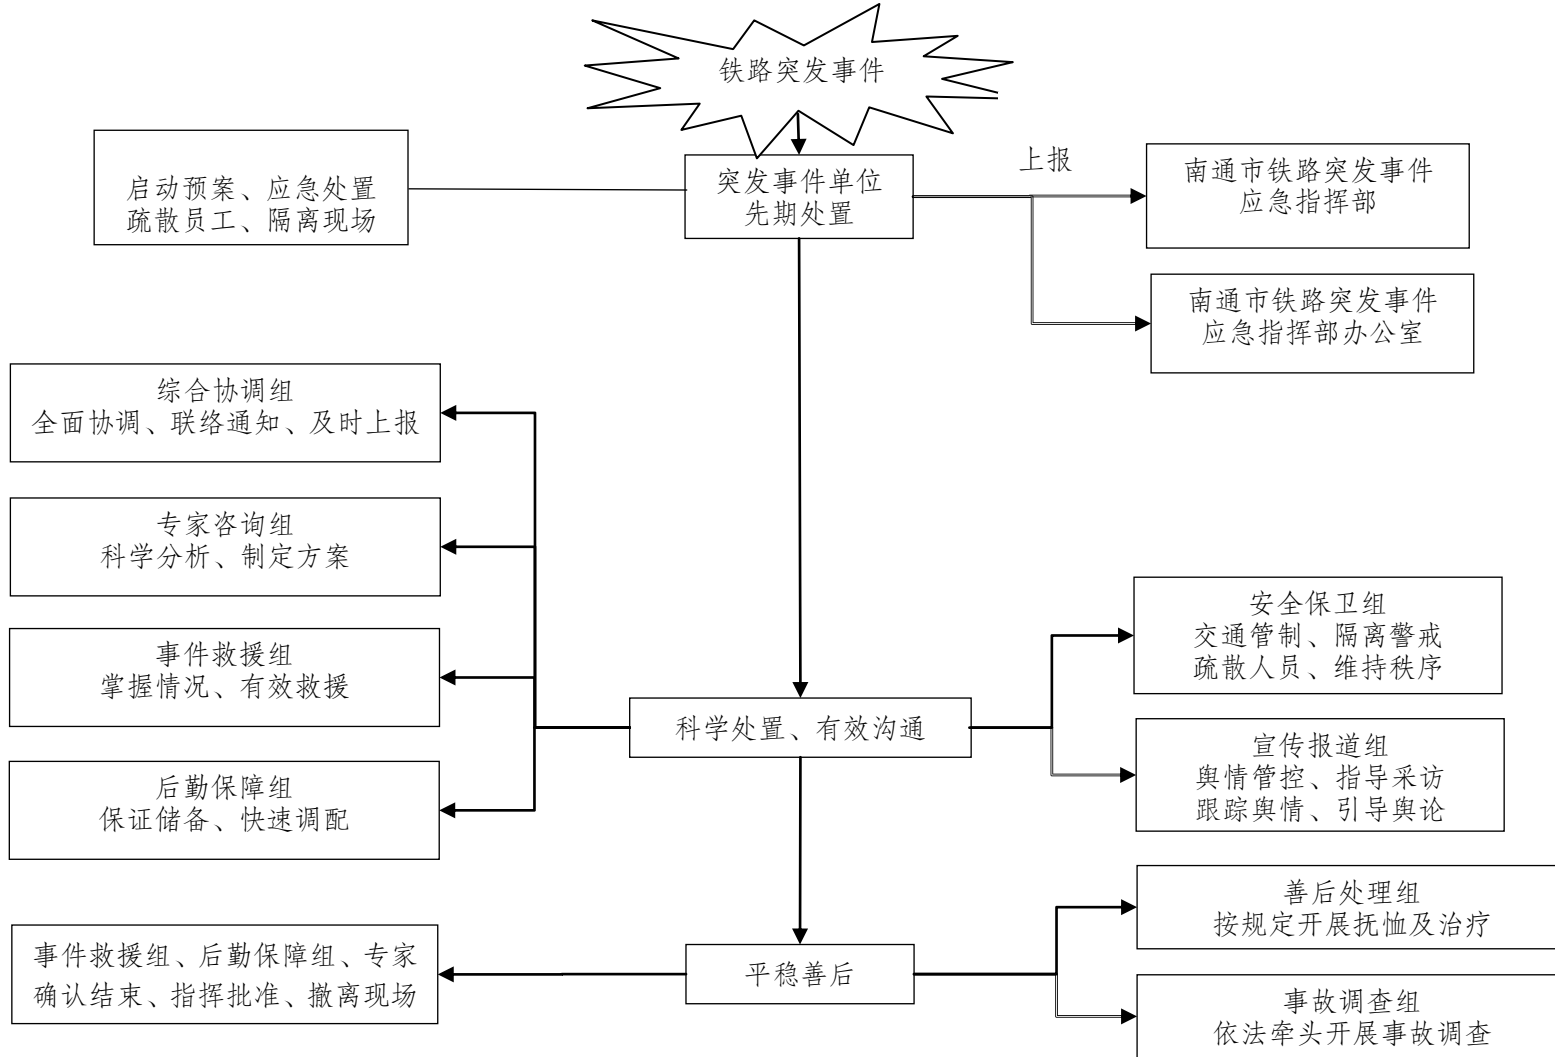 铁路突发事件
启动预案、应急处置
疏散员工、隔离现场
突发事件单位
先期处置
上报
南通市铁路突发事件
应急指挥部
南通市铁路突发事件
应急指挥部办公室
综合协调组
全面协调、联络通知、及时上报
专家咨询组
科学分析、制定方案
事件救援组
掌握情况、有效救援
后勤保障组
保证储备、快速调配
科学处置、有效沟通
安全保卫组
交通管制、隔离警戒
疏散人员、维持秩序
宣传报道组
舆情管控、指导采访
跟踪舆情、引导舆论
事件救援组、后勤保障组、专家
确认结束、指挥批准、撤离现场
平稳善后
善后处理组
按规定开展抚恤及治疗
事故调查组
依法牵头开展事故调查